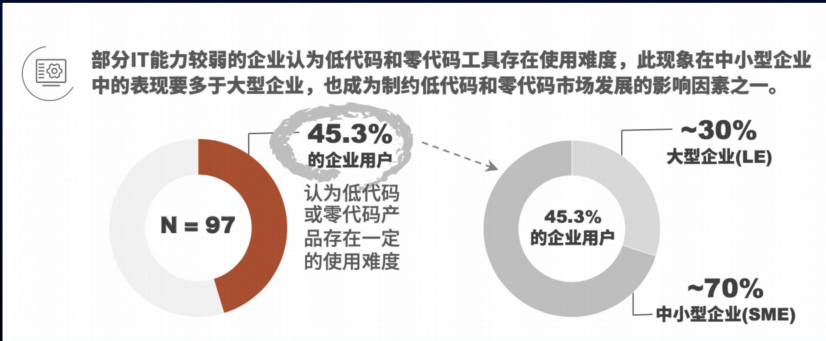 部分IT能力较弱的企业认为低代码和零代码工具存在使用难度，此现象在中小型企业
中的表现要多于大型企业，也成为制约低代码和零代码市场发展的影响因素之一。
N = 97
45.3%
的企业用户
认为低代码
或零代码产
品存在一定
的使用难度
45.3%
的企业用户
~30%
大型企业(LE)
~70%
中小型企业(SME)